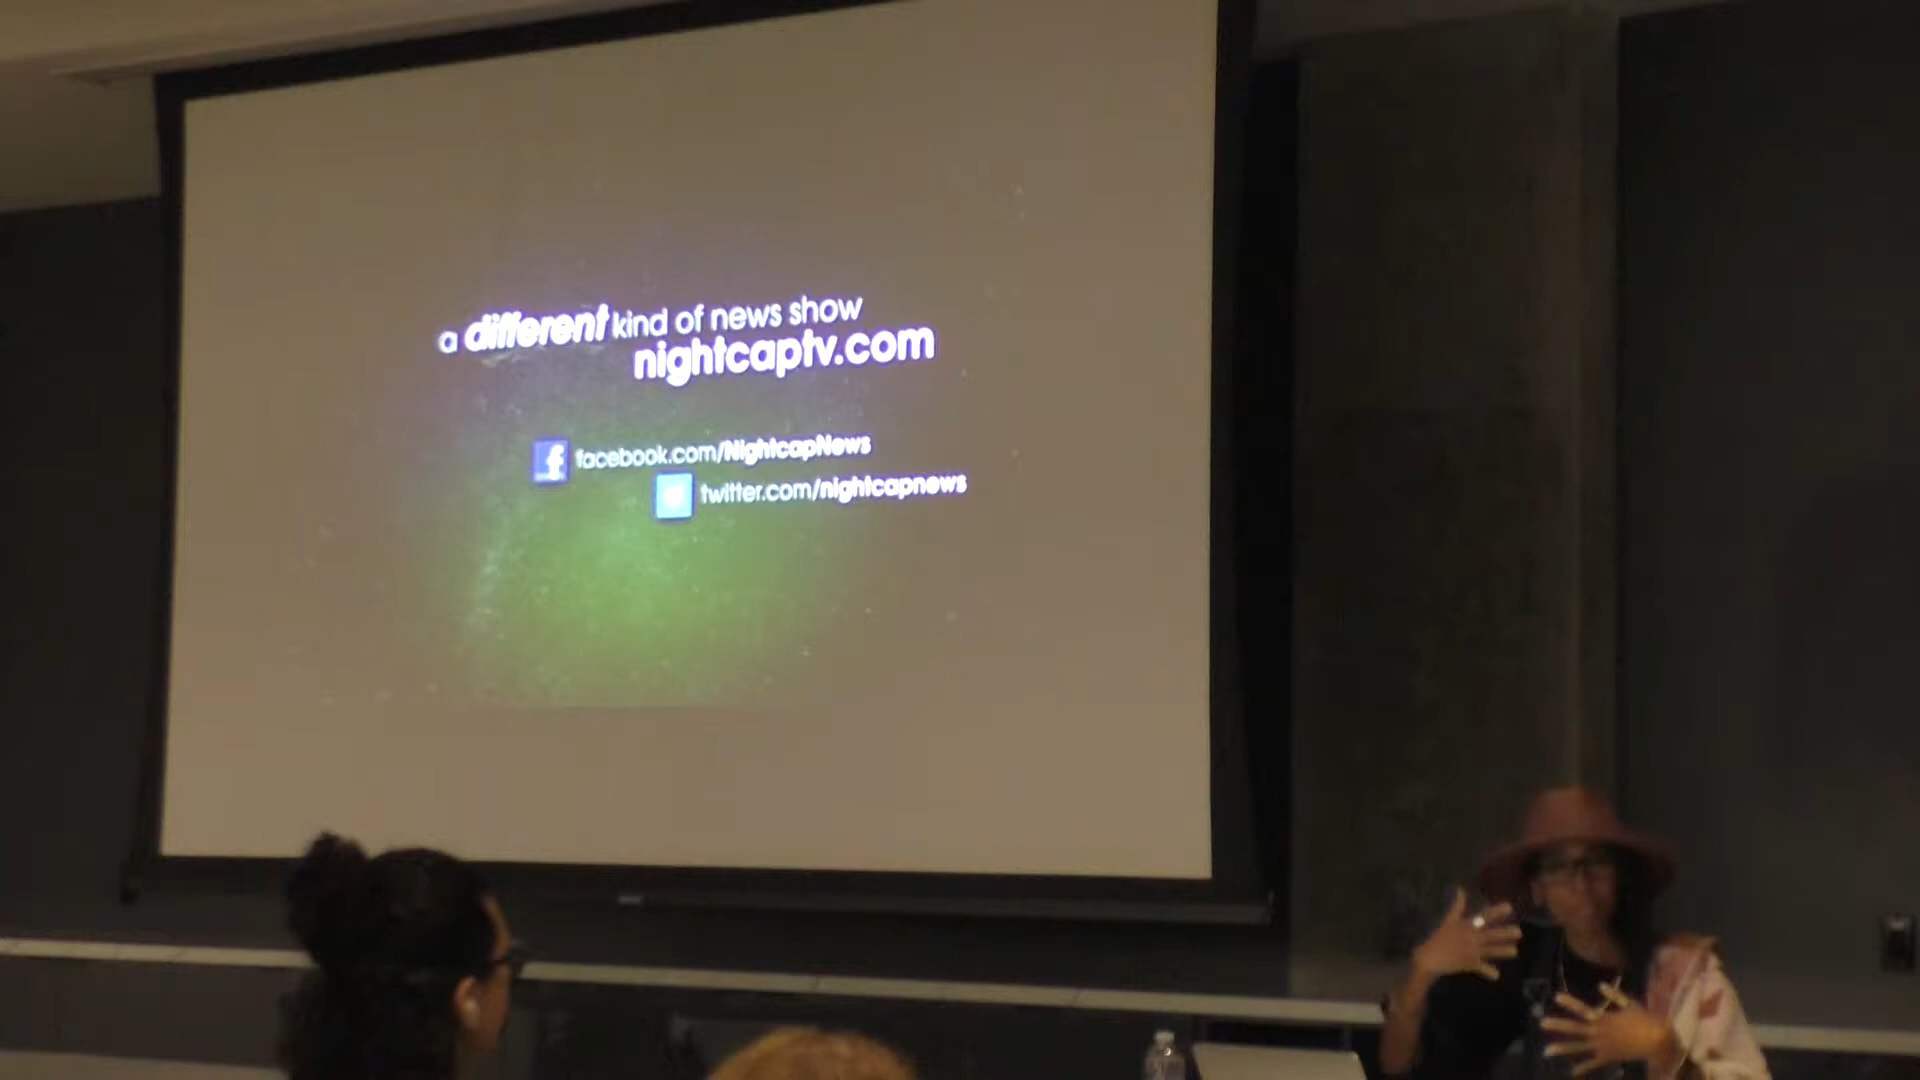 a different kind of news show
nightcaptv.com
facebook.com/NightcapNews
twitter.com/nightcapnews